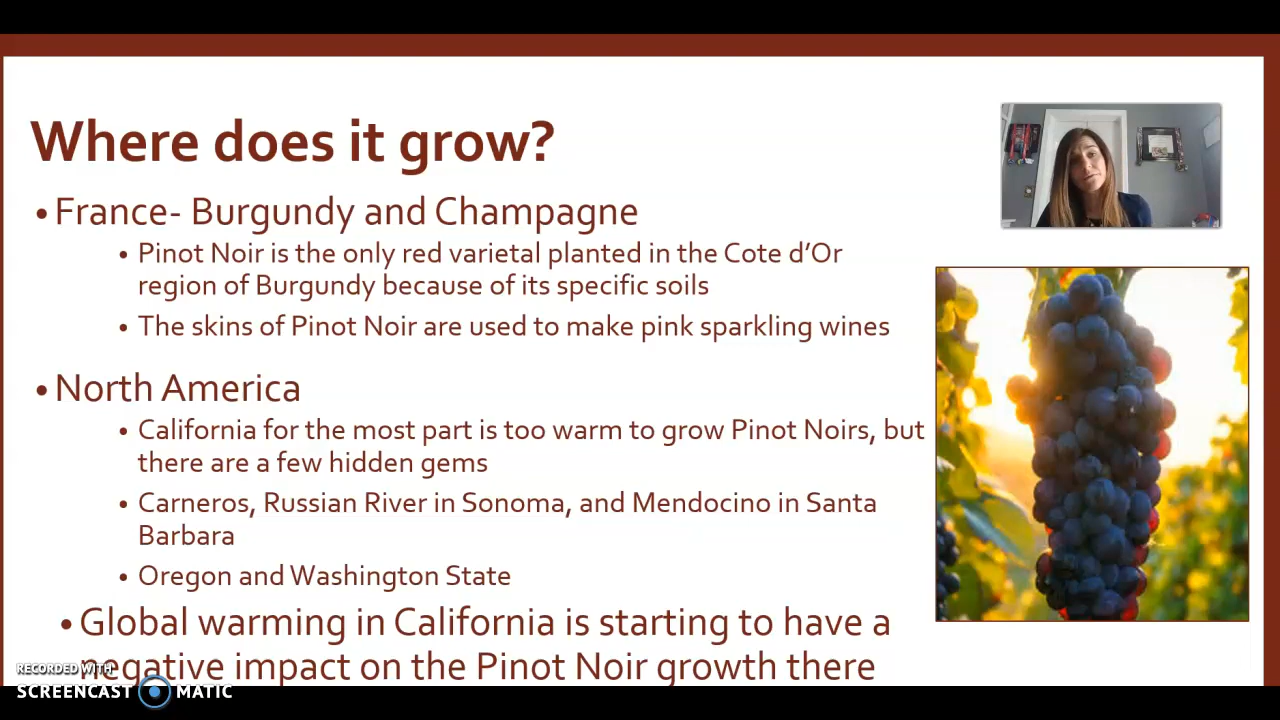 Where does it grow?
• France- Burgundy and Champagne
• Pinot Noir is the only red varietal planted in the Cote d’Or
region of Burgundy because of its specific soils
• The skins of Pinot Noir are used to make pink sparkling wines
• North America
• California for the most part is too warm to grow Pinot Noirs, but
there are a few hidden gems
• Carneros, Russian River in Sonoma, and Mendocino in Santa
Barbara
• Oregon and Washington State
• Global warming in California is starting to have a
negative impact on the Pinot Noir growth there
RECORDED WITH
SCREENCAST MATIC